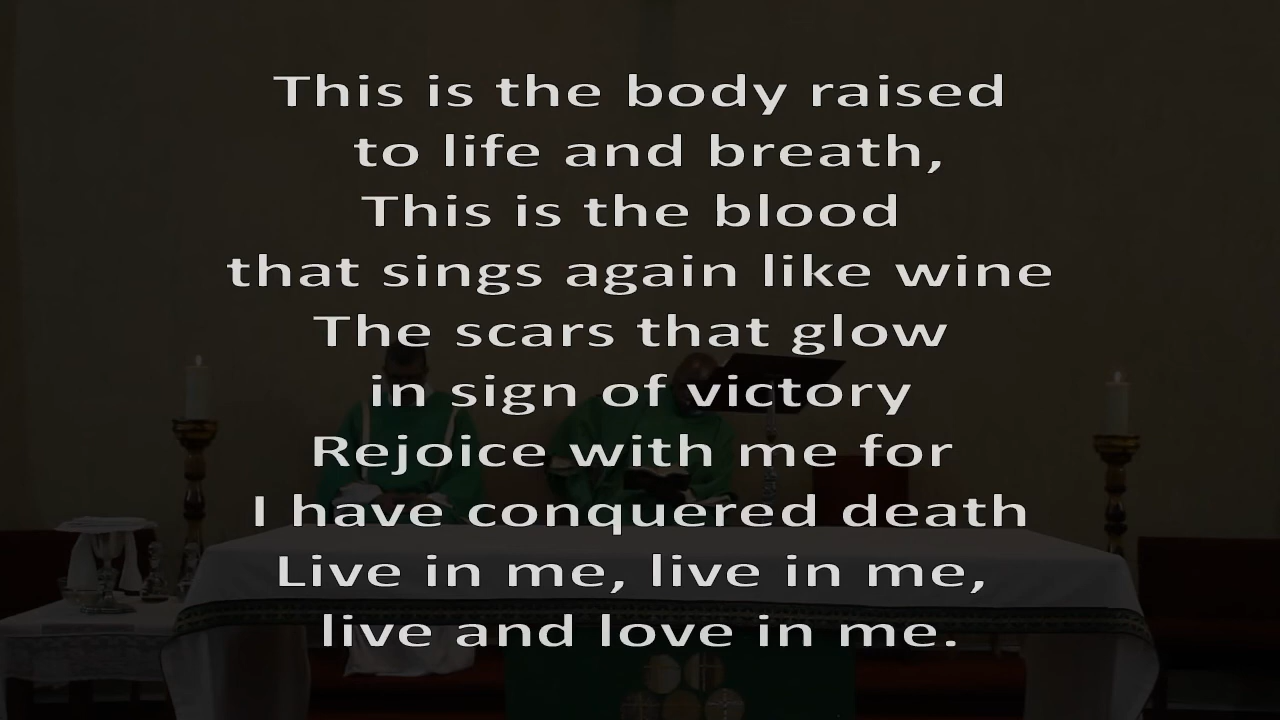 This is the body raised
to life and breath,
This is the blood
that sings again like wine
The scars that glow
in sign of victory
Rejoice with me for
I have conquered death
Live in me, live in me,
live and love in me.